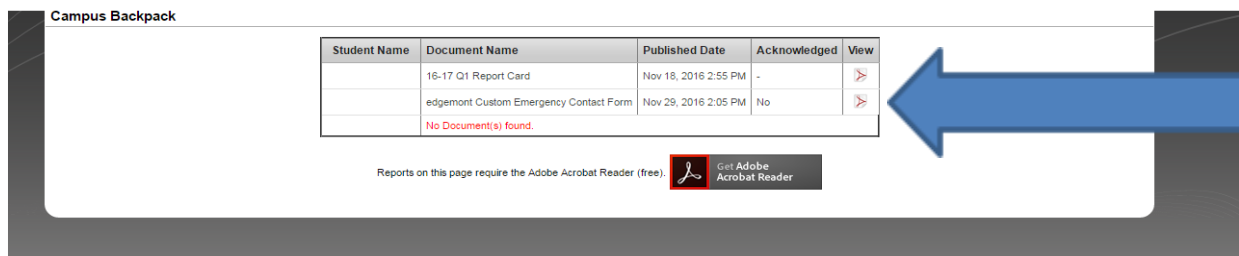 Campus Backpack
Student Name Document Name Published Date Acknowledged View
16-17 Q1 Report Card Nov 18, 2016 2:55 PM -
edgemont Custom Emergency Contact Form Nov 29, 2016 2:05 PM No
No Document(s) found.
Reports on this page require the Adobe Acrobat Reader (free). Get Adobe
Acrobat Reader